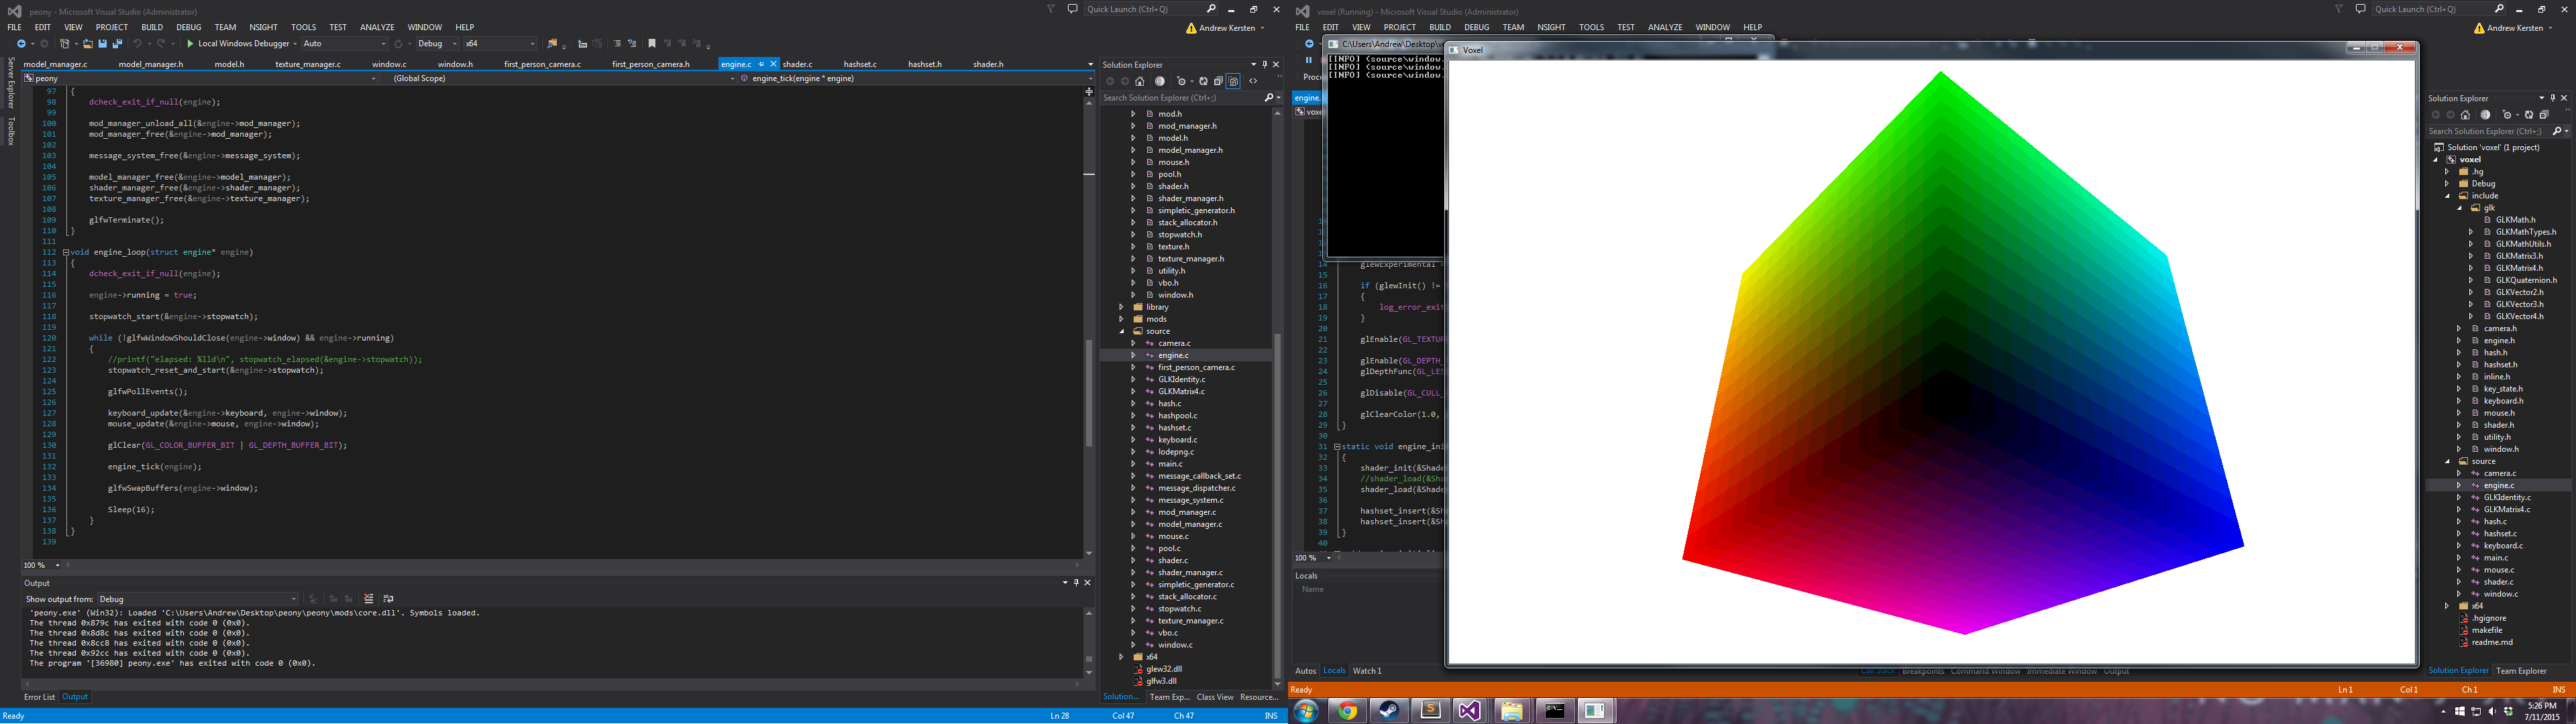 peony - Microsoft Visual Studio (Administrator)
Quick Launch (Ctrl+Q)
FILE EDIT VIEW PROJECT BUILD DEBUG TEAM NSIGHT TOOLS TEST ANALYZE WINDOW HELP
Andrew Kersten
Local Windows Debugger Auto Debug x64
Server Explorer
Toolbox
model_manager.c model_manager.h model.h texture_manager.c window.c window.h first_person_camera.c first_person_camera.h engine.c shader.c hashset.c hashset.h shader.h
peony (Global Scope) engine_tick(engine * engine)
97 {
98 dcheck_exit_if_null(engine);
99
100 mod_manager_unload_all(&engine->mod_manager);
101 mod_manager_free(&engine->mod_manager);
102
103 message_system_free(&engine->message_system);
104
105 model_manager_free(&engine->model_manager);
106 shader_manager_free(&engine->shader_manager);
107 texture_manager_free(&engine->texture_manager);
108
109 glfwTerminate();
110 }
111
112 void engine_loop(struct engine* engine)
113 {
114 dcheck_exit_if_null(engine);
115
116 engine->running = true;
117
118 stopwatch_start(&engine->stopwatch);
119
120 while (!glfwWindowShouldClose(engine->window) && engine->running)
121 {
122 //printf("elapsed: %lld\n", stopwatch_elapsed(&engine->stopwatch));
123 stopwatch_reset_and_start(&engine->stopwatch);
124
125 glfwPollEvents();
126
127 keyboard_update(&engine->keyboard, engine->window);
128 mouse_update(&engine->mouse, engine->window);
129
130 glClear(GL_COLOR_BUFFER_BIT | GL_DEPTH_BUFFER_BIT);
131
132 engine_tick(engine);
133
134 glfwSwapBuffers(engine->window);
135
136 Sleep(16);
137 }
138 }
139
100 %
Output
Show output from: Debug
'peony.exe' (Win32): Loaded 'C:\Users\Andrew\Desktop\peony\peony\mods\core.dll'. Symbols loaded.
The thread 0x879c has exited with code 0 (0x0).
The thread 0x8d8c has exited with code 0 (0x0).
The thread 0x8cc8 has exited with code 0 (0x0).
The thread 0x92cc has exited with code 0 (0x0).
The program '[36980] peony.exe' has exited with code 0 (0x0).
Error List Output
Ready Ln 28 Col 47 Ch 47 INS
Solution Explorer
Search Solution Explorer (Ctrl+;)
mod.h
mod_manager.h
model.h
model_manager.h
mouse.h
pool.h
shader.h
shader_manager.h
simpletic_generator.h
stack_allocator.h
stopwatch.h
texture.h
texture_manager.h
utility.h
vbo.h
window.h
library
mods
source
camera.c
engine.c
first_person_camera.c
GLKIdentity.c
GLKMatrix4.c
hash.c
hashpool.c
hashset.c
keyboard.c
lodepng.c
main.c
message_callback_set.c
message_dispatcher.c
message_system.c
mod_manager.c
model_manager.c
mouse.c
pool.c
shader.c
shader_manager.c
simpletic_generator.c
stack_allocator.c
stopwatch.c
texture_manager.c
vbo.c
window.c
x64
glew32.dll
glfw3.dll
Solution... Team Exp... Class View Resource...
voxel (Running) - Microsoft Visual Studio (Administrator)
Quick Launch (Ctrl+Q)
FILE EDIT VIEW PROJECT BUILD DEBUG TEAM NSIGHT TOOLS TEST ANALYZE WINDOW HELP
Andrew Kersten
C:\Users\Andrew\Desktop\v
[INFO] (source\window.
[INFO] (source\window.
[INFO] (source\window.
Voxel
14 glewExperimental =
15
16 if (glewInit() !=
17 {
18 log_error_exit
19 }
20
21 glEnable(GL_TEXTUR
22
23 glEnable(GL_DEPTH_
24 glDepthFunc(GL_LES
25
26 glDisable(GL_CULL_
27
28 glClearColor(1.0,
29 }
30
31 static void engine_ini
32 {
33 shader_init(&Shade
34 //shader_load(&Sha
35 shader_load(&Shade
36
37 hashset_insert(&Sh
38 hashset_insert(&Sh
39 }
40
100 %
Locals
Name
Autos Locals Watch 1
Call Stack Breakpoints Command Window Immediate Window Output
Ready Ln 1 Col 1 Ch 1 INS
Solution Explorer
Search Solution Explorer (Ctrl+;)
Solution 'voxel' (1 project)
voxel
.hg
Debug
include
glk
GLKMath.h
GLKMathTypes.h
GLKMathUtils.h
GLKMatrix3.h
GLKMatrix4.h
GLKQuaternion.h
GLKVector2.h
GLKVector3.h
GLKVector4.h
camera.h
engine.h
hash.h
hashset.h
inline.h
key_state.h
keyboard.h
mouse.h
shader.h
utility.h
window.h
source
camera.c
engine.c
GLKIdentity.c
GLKMatrix4.c
hash.c
hashset.c
keyboard.c
main.c
mouse.c
shader.c
window.c
x64
.hgignore
makefile
readme.md
Solution Explorer Team Explorer
5:26 PM
7/11/2015